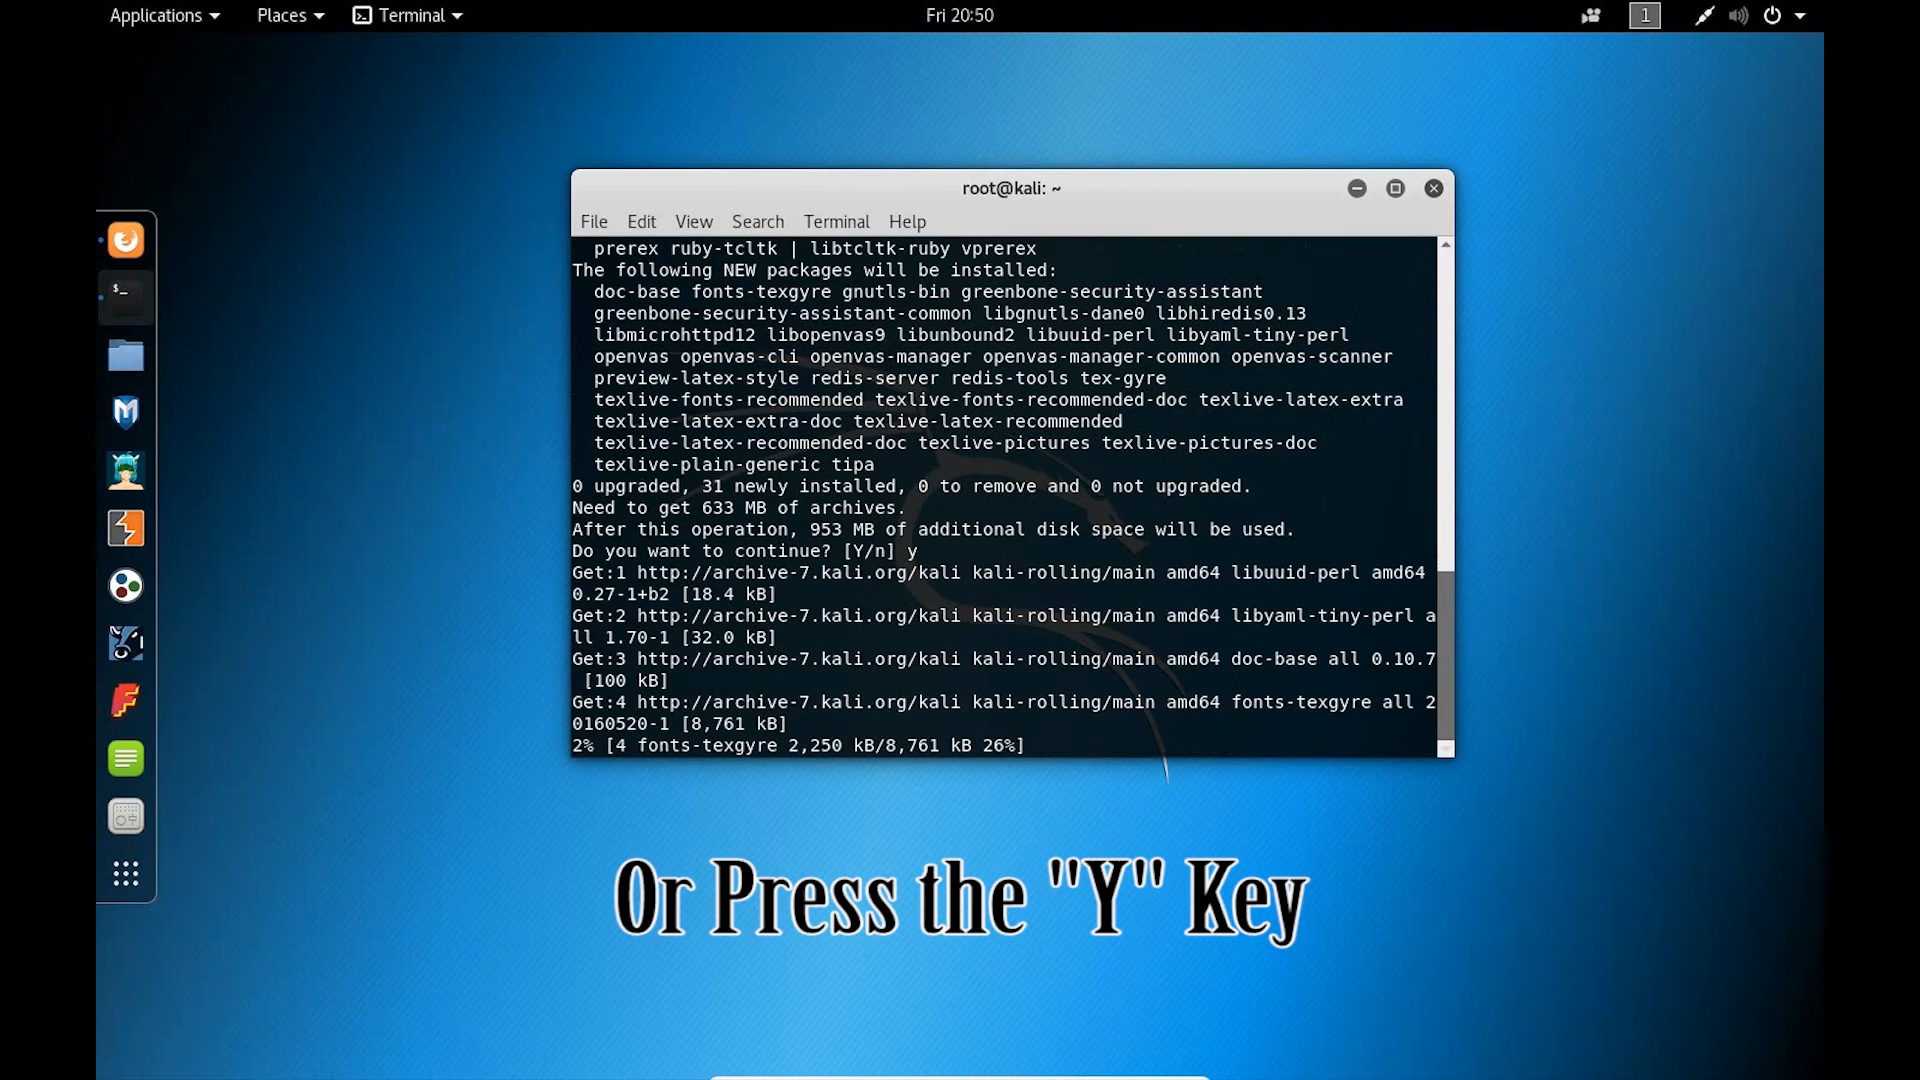 Applications Places Terminal Fri 20:50 1
root@kali: ~
File Edit View Search Terminal Help
prerex ruby-tcltk | libtcltk-ruby vprerex
The following NEW packages will be installed:
doc-base fonts-texgyre gnutls-bin greenbone-security-assistant
greenbone-security-assistant-common libgnutls-dane0 libhiredis0.13
libmicrohttpd12 libopenvas9 libunbound2 libuuid-perl libyaml-tiny-perl
openvas openvas-cli openvas-manager openvas-manager-common openvas-scanner
preview-latex-style redis-server redis-tools tex-gyre
texlive-fonts-recommended texlive-fonts-recommended-doc texlive-latex-extra
texlive-latex-extra-doc texlive-latex-recommended
texlive-latex-recommended-doc texlive-pictures texlive-pictures-doc
texlive-plain-generic tipa
0 upgraded, 31 newly installed, 0 to remove and 0 not upgraded.
Need to get 633 MB of archives.
After this operation, 953 MB of additional disk space will be used.
Do you want to continue? [Y/n] y
Get:1 http://archive-7.kali.org/kali kali-rolling/main amd64 libuuid-perl amd64
0.27-1+b2 [18.4 kB]
Get:2 http://archive-7.kali.org/kali kali-rolling/main amd64 libyaml-tiny-perl a
ll 1.70-1 [32.0 kB]
Get:3 http://archive-7.kali.org/kali kali-rolling/main amd64 doc-base all 0.10.7
[100 kB]
Get:4 http://archive-7.kali.org/kali kali-rolling/main amd64 fonts-texgyre all 2
0160520-1 [8,761 kB]
2% [4 fonts-texgyre 2,250 kB/8,761 kB 26%]
Or Press the "Y" Key